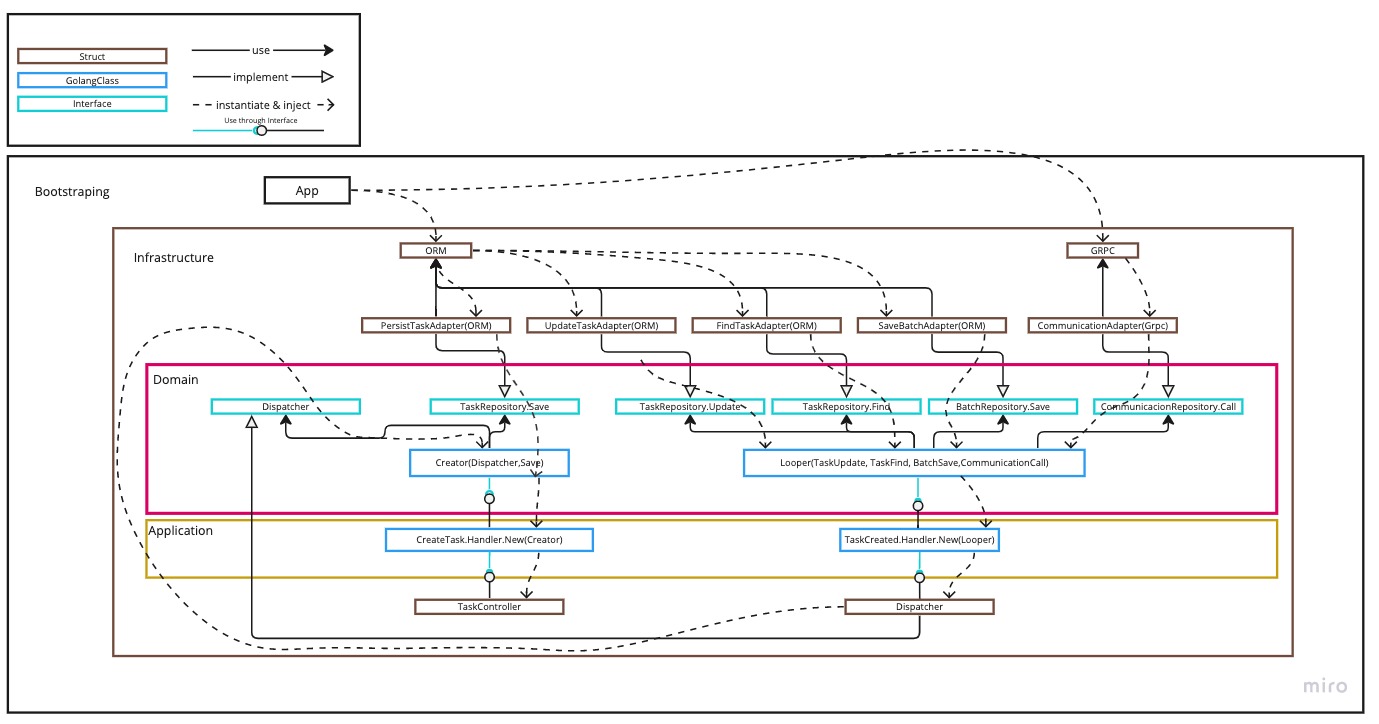 Struct
use
GolangClass
implement
Interface
instantiate & inject
Use through Interface
Bootstraping
App
Infrastructure
ORM
GRPC
PersistTaskAdapter(ORM)
UpdateTaskAdapter(ORM)
FindTaskAdapter(ORM)
SaveBatchAdapter(ORM)
CommunicationAdapter(Grpc)
Domain
Dispatcher
TaskRepository.Save
TaskRepository.Update
TaskRepository.Find
BatchRepository.Save
CommunicacionRepository.Call
Creator(Dispatcher,Save)
Looper(TaskUpdate, TaskFind, BatchSave,CommunicationCall)
Application
CreateTask.Handler.New(Creator)
TaskCreated.Handler.New(Looper)
TaskController
Dispatcher
miro